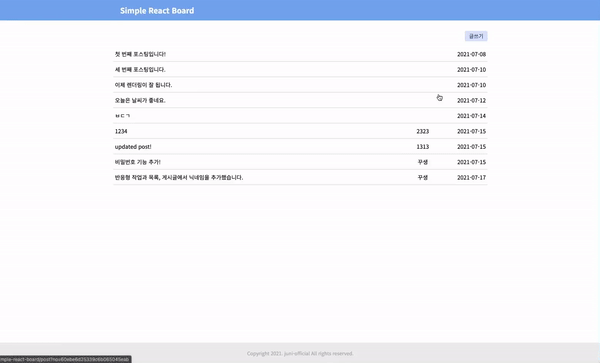 Simple React Board
글쓰기
첫 번째 포스팅입니다! 2021-07-08
세 번째 포스팅입니다. 2021-07-10
이제 렌더링이 잘 됩니다. 2021-07-10
오늘은 날씨가 좋네요. 2021-07-12
ㅂㄷㄱ 2021-07-14
1234 2323 2021-07-15
updated post! 1313 2021-07-15
비밀번호 기능 추가! 꾸생 2021-07-15
반응형 작업과 목록, 게시글에서 닉네임을 추가했습니다. 꾸생 2021-07-17
Copyright 2021. juin-official All rights reserved.